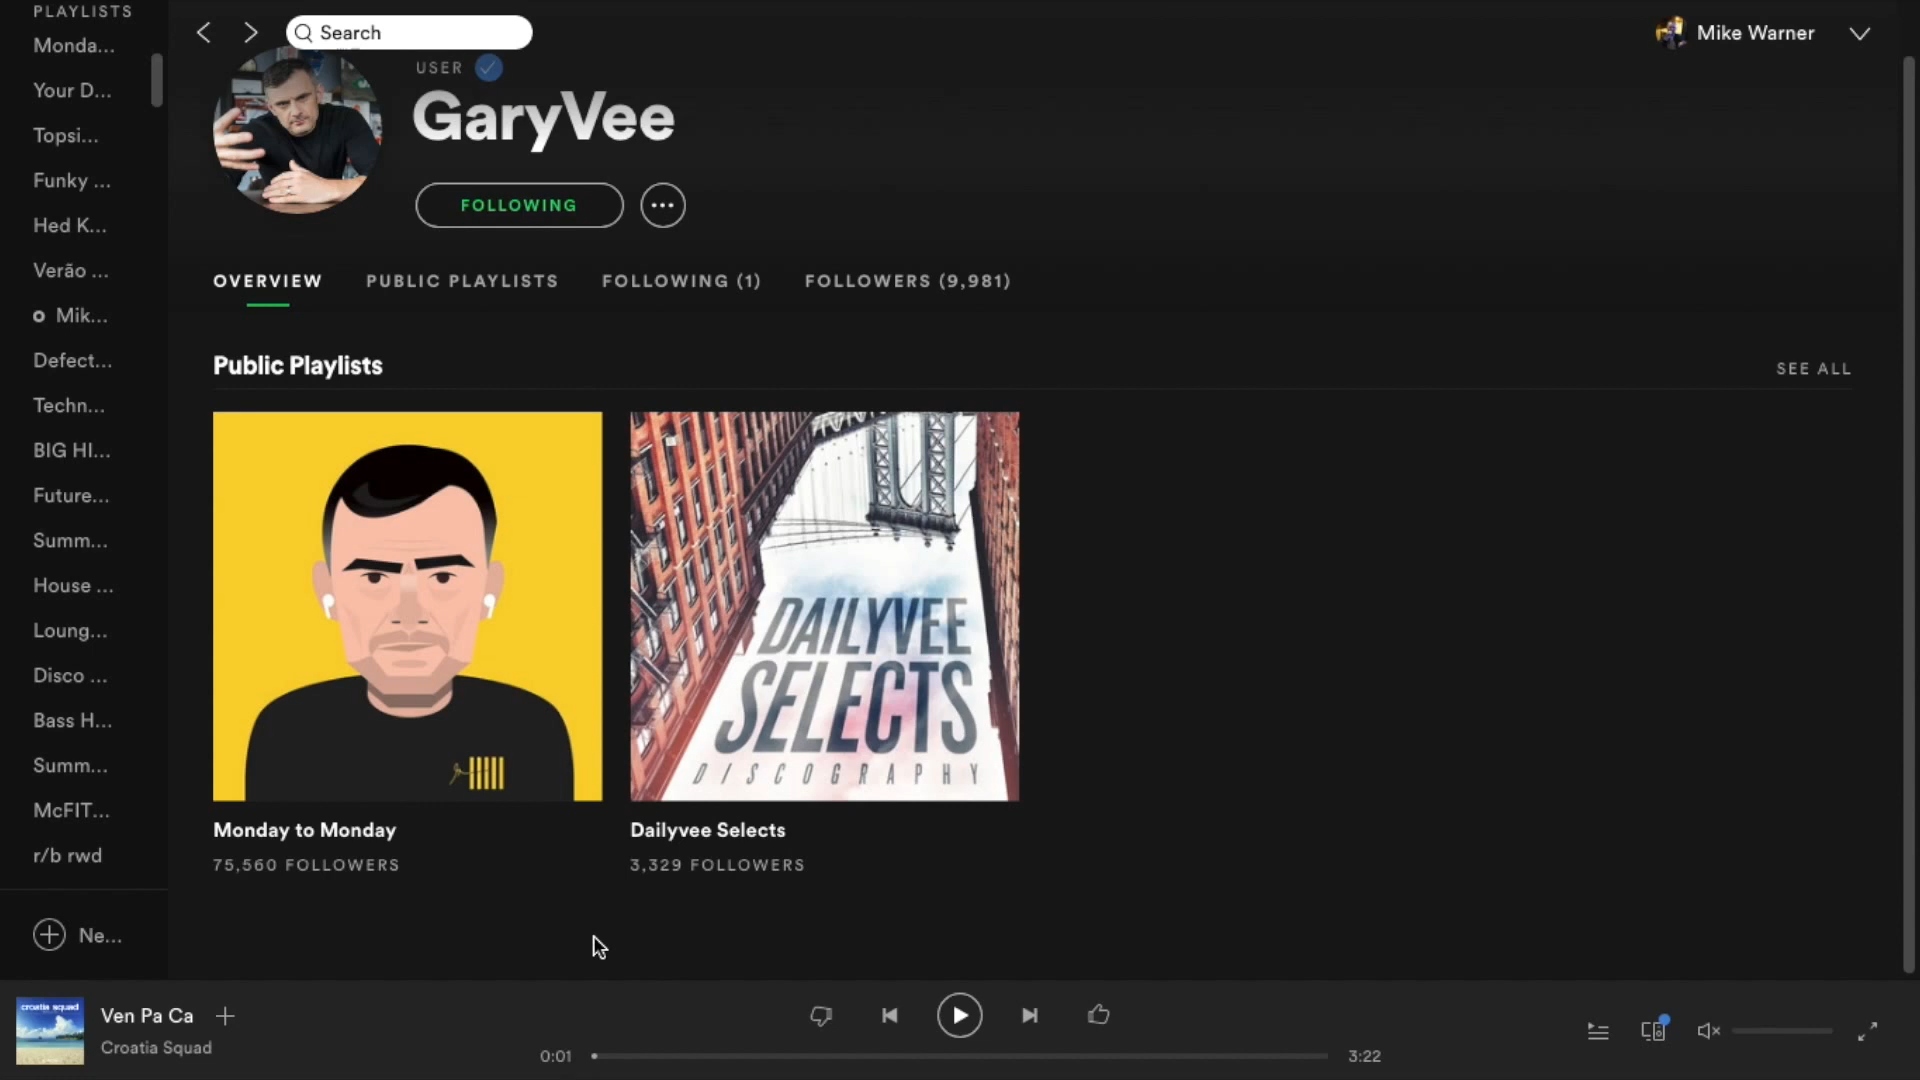 PLAYLISTS
Monda...
Your D...
Topsi...
Funky ...
Hed K...
Verão ...
Mik...
Defect...
Techn...
BIG HI...
Future...
Summ...
House ...
Loung...
Disco ...
Bass H...
Summ...
McFIT...
r/b rwd
Ne...
Search
Mike Warner
USER
GaryVee
FOLLOWING
OVERVIEW PUBLIC PLAYLISTS FOLLOWING (1) FOLLOWERS (9,981)
Public Playlists
SEE ALL
DAILYVEE
SELECTS
DISCOGRAPHY
Monday to Monday
75,560 FOLLOWERS
Dailyvee Selects
3,329 FOLLOWERS
croatia squad
Ven Pa Ca
Croatia Squad
0:01
3:22